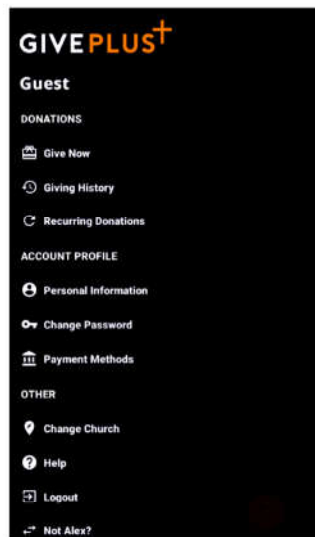 GIVEPLUS+
Guest
DONATIONS
Give Now
Giving History
Recurring Donations
ACCOUNT PROFILE
Personal Information
Change Password
Payment Methods
OTHER
Change Church
Help
Logout
Not Alex?